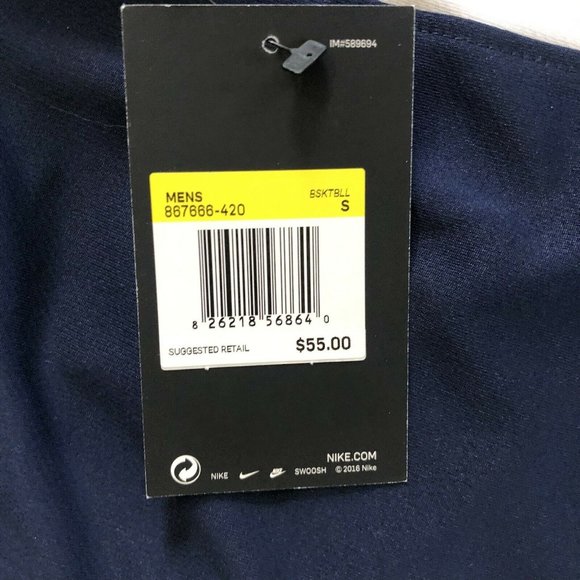 IM#589694
MENS BSKTBLL
867666-420 S
8 26218 56864 0
SUGGESTED RETAIL $55.00
NIKE.COM
NIKE SWOOSH © 2016 Nike